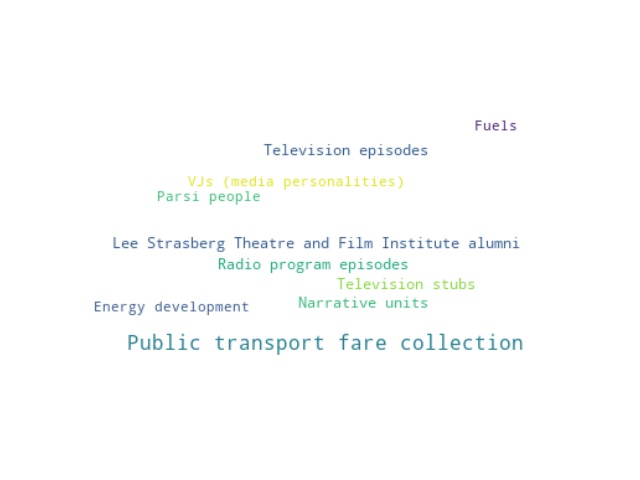 Fuels
Television episodes
VJs (media personalities)
Parsi people
Lee Strasberg Theatre and Film Institute alumni
Radio program episodes
Television stubs
Narrative units
Energy development
Public transport fare collection